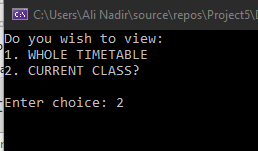 C:\Users\Ali Nadir\source\repos\Project5\
Do you wish to view:
1. WHOLE TIMETABLE
2. CURRENT CLASS?
Enter choice: 2